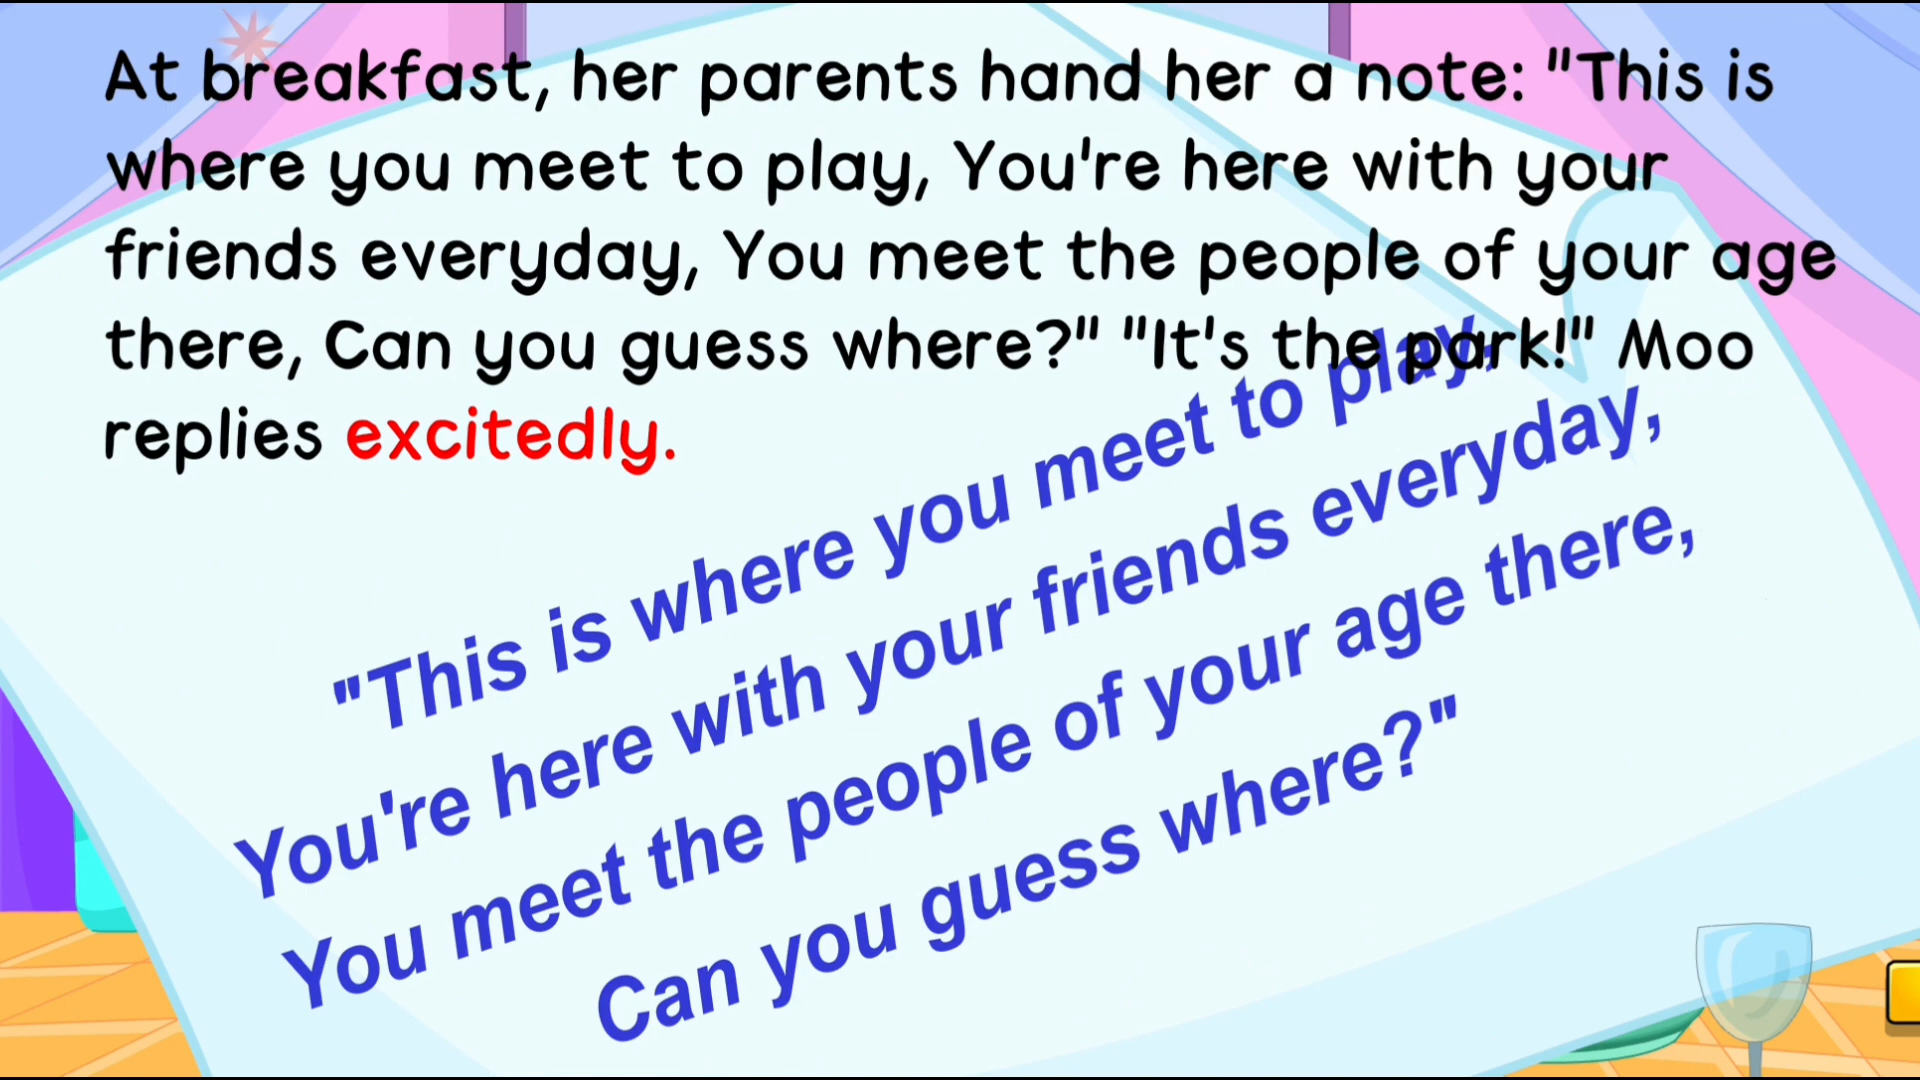 At breakfast, her parents hand her a note: "This is
where you meet to play, You're here with your
friends everyday, You meet the people of your age
there, Can you guess where?" "It's the park!" Moo
replies excitedly.
"This is where you meet to play,
You're here with your friends everyday,
You meet the people of your age there,
Can you guess where?"